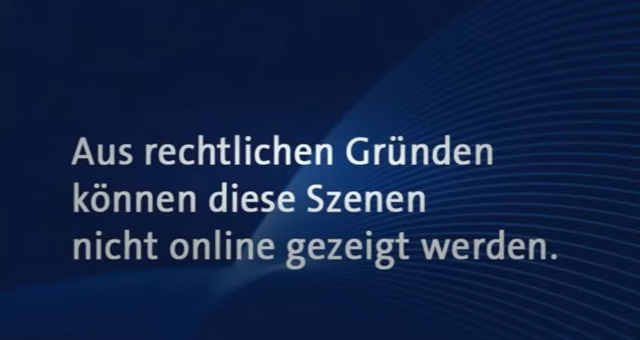 Aus rechtlichen Gründen
können diese Szenen
nicht online gezeigt werden.